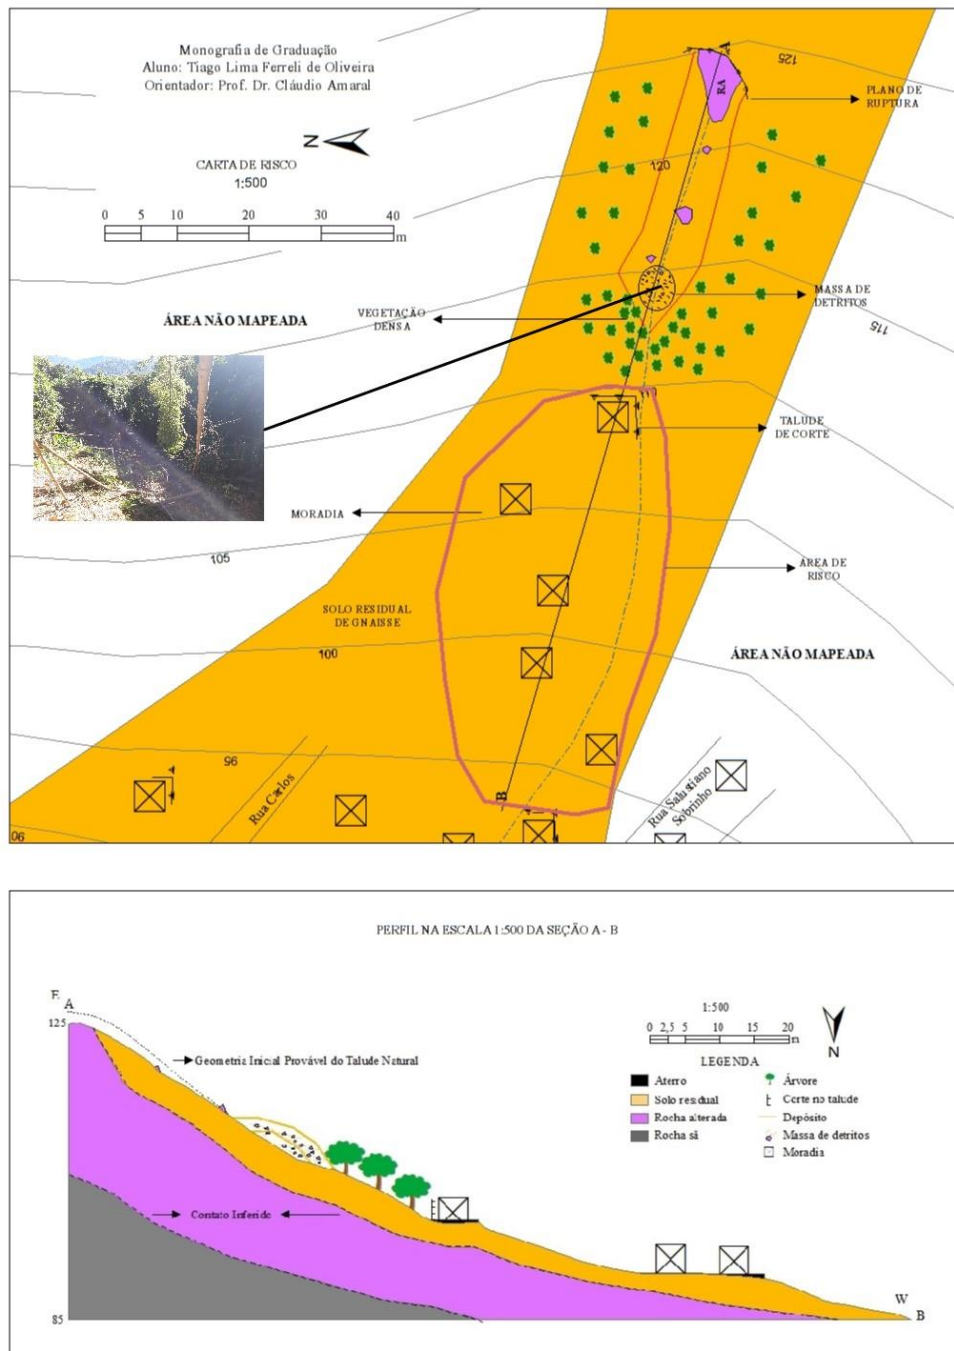 Monografia de Graduação
Aluno: Tiago Lima Ferreli de Oliveira
Orientador: Prof. Dr. Cláudio Amaral
N
CARTA DE RISCO
1:500
0 5 10 20 30 40
m
A
125
RA
PLANO DE
RUPTURA
120
MASSA DE
DETRITOS
VEGETAÇÃO
DENSA
ÁREA NÃO MAPEADA
115
110
TALUDE
DE CORTE
MORADIA
105
ÁREA DE
RISCO
SOLO RESIDUAL
DE GNAISSE
100
ÁREA NÃO MAPEADA
95
B
Rua Carlos
Rua Salustiano
Sobrinho
90
PERFIL NA ESCALA 1:500 DA SEÇÃO A - B
E
A
125
Geometria Inicial Provável do Talude Natural
1:500
0 2,5 5 10 15 20
m
N
LEGENDA
Aterro
Árvore
Solo residual
Corte no talude
Rocha alterada
Depósito
Rocha sã
Massa de detritos
Moradia
Contato Inferido
W
B
85